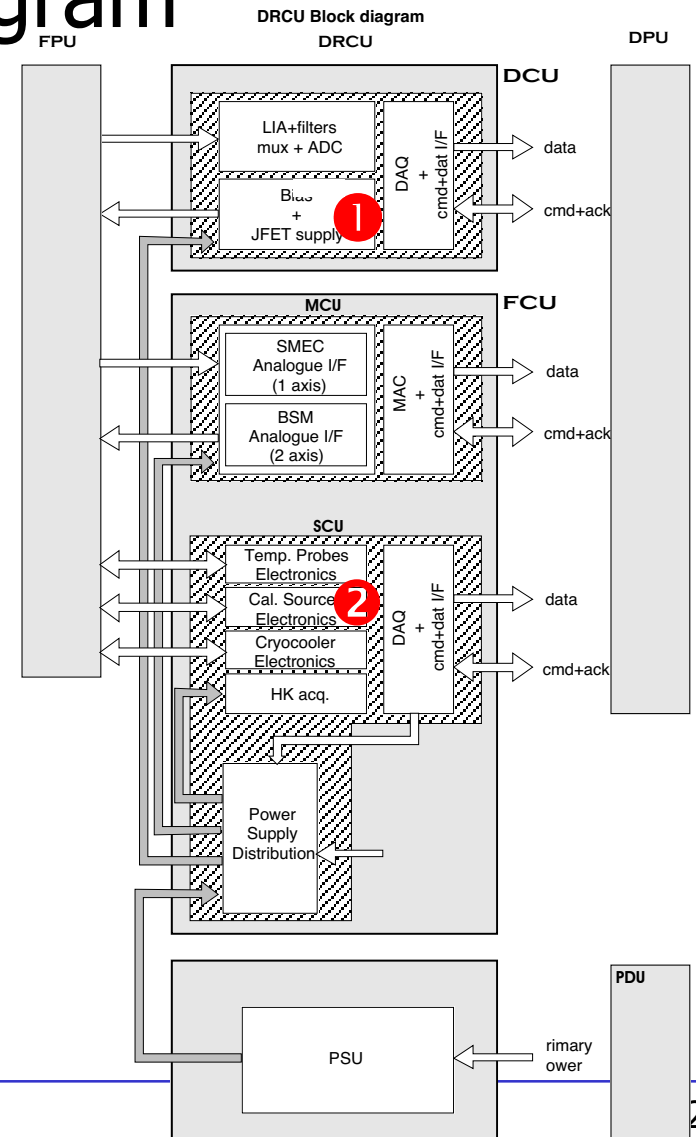 gram
DRCU Block diagram
FPU
DRCU
DPU
DCU
LIA+filters
mux + ADC
DAQ
+
cmd+dat I/F
data
Bias
+
JFET supply
1
cmd+ack
FCU
MCU
SMEC
Analogue I/F
(1 axis)
MAC
+
cmd+dat I/F
data
BSM
Analogue I/F
(2 axis)
cmd+ack
SCU
Temp. Probes
Electronics
Cal. Source
Electronics
2
Cryocooler
Electronics
HK acq.
DAQ
+
cmd+dat I/F
data
cmd+ack
Power
Supply
Distribution
PDU
PSU
rimary
ower
2